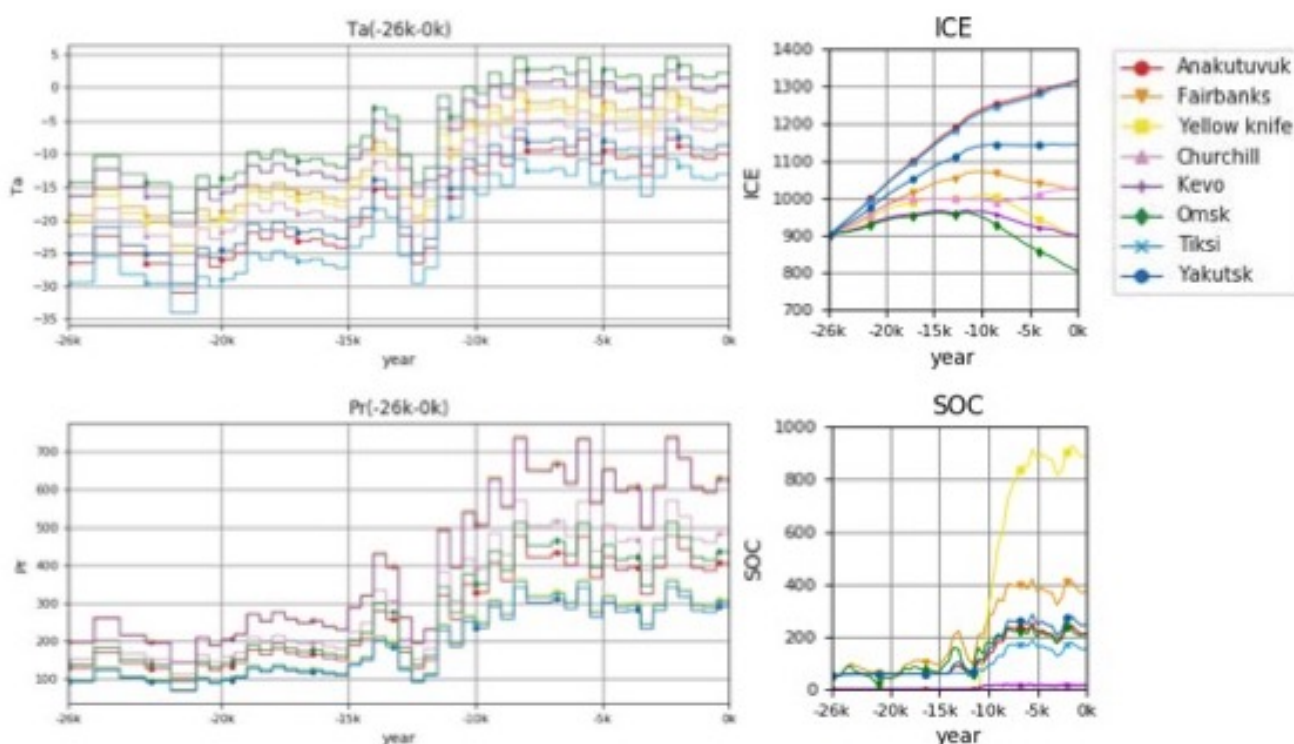 Ta(-26k-0k)
5
0
−5
−10
−15
−20
−25
−30
−35
Ta
-26k
-20k
-15k
-10k
-5k
0k
year
ICE
1400
1300
1200
1100
1000
900
800
700
ICE
-26k
-20k
-15k
-10k
-5k
0k
year
Anakutuvuk
Fairbanks
Yellow knife
Churchill
Kevo
Omsk
Tiksi
Yakutsk
Pr(-26k-0k)
700
600
500
400
300
200
100
Pr
-26k
-20k
-15k
-10k
-5k
0k
year
SOC
1000
800
600
400
200
0
SOC
-26k
-20k
-15k
-10k
-5k
0k
year